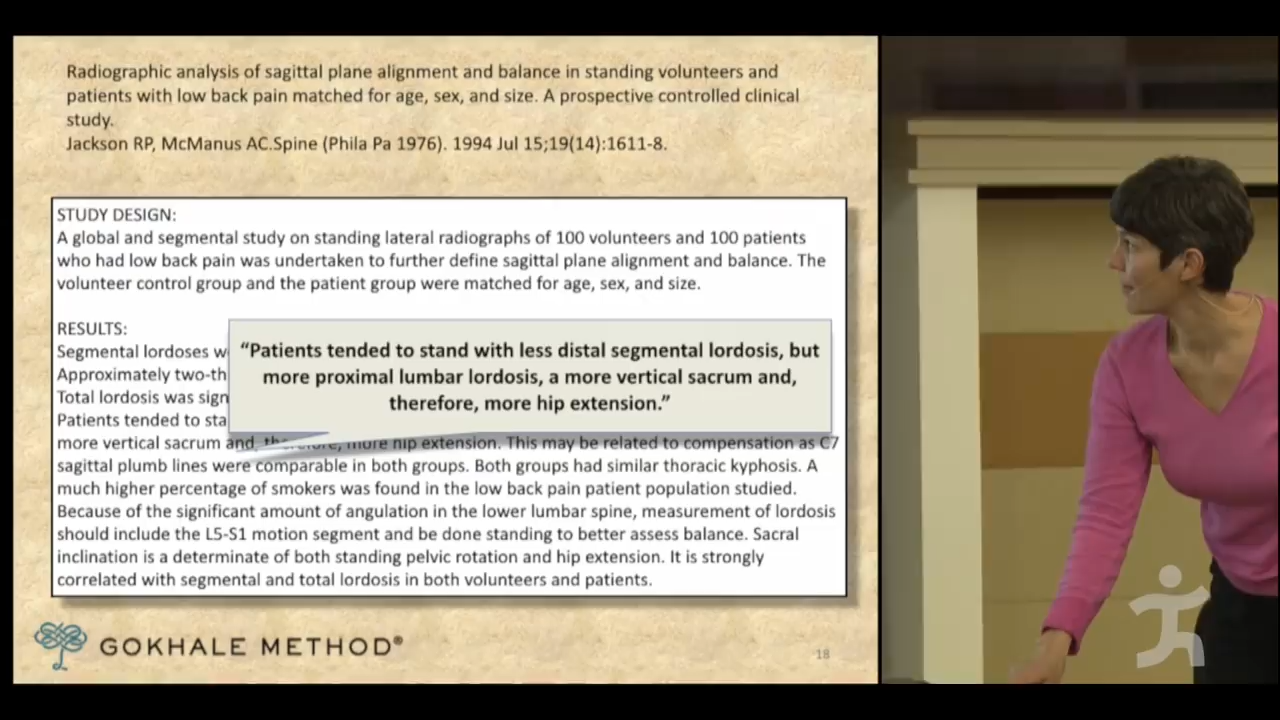 Radiographic analysis of sagittal plane alignment and balance in standing volunteers and
patients with low back pain matched for age, sex, and size. A prospective controlled clinical
study.
Jackson RP, McManus AC.Spine (Phila Pa 1976). 1994 Jul 15;19(14):1611-8.
STUDY DESIGN:
A global and segmental study on standing lateral radiographs of 100 volunteers and 100 patients
who had low back pain was undertaken to further define sagittal plane alignment and balance. The
volunteer control group and the patient group were matched for age, sex, and size.
RESULTS:
Segmental lordoses w
Approximately two-th
Total lordosis was sign
Patients tended to sta
“Patients tended to stand with less distal segmental lordosis, but
more proximal lumbar lordosis, a more vertical sacrum and,
therefore, more hip extension.”
more vertical sacrum and, more hip extension. This may be related to compensation as C7
sagittal plumb lines were comparable in both groups. Both groups had similar thoracic kyphosis. A
much higher percentage of smokers was found in the low back pain patient population studied.
Because of the significant amount of angulation in the lower lumbar spine, measurement of lordosis
should include the L5-S1 motion segment and be done standing to better assess balance. Sacral
inclination is a determinate of both standing pelvic rotation and hip extension. It is strongly
correlated with segmental and total lordosis in both volunteers and patients.
GOKHALE METHOD®
18